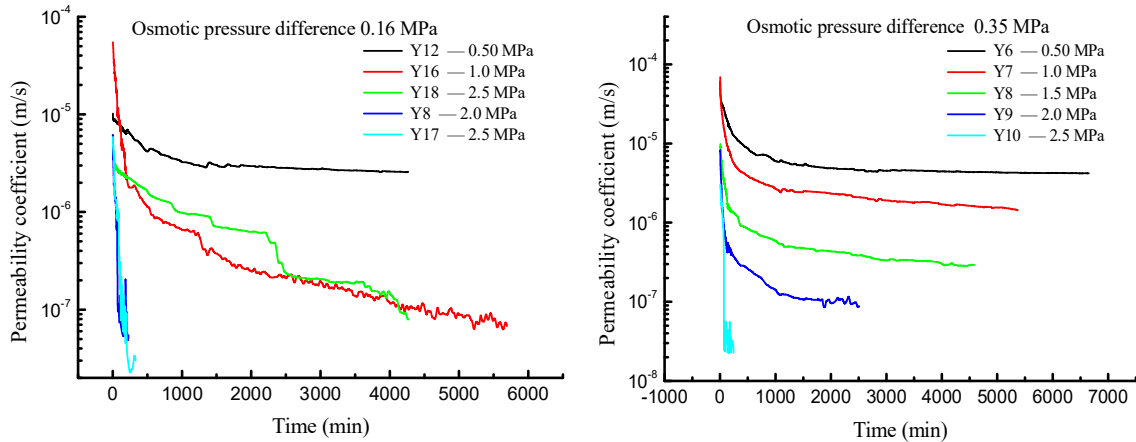 Osmotic pressure difference 0.16 MPa
Y12 — 0.50 MPa
Y16 — 1.0 MPa
Y18 — 2.5 MPa
Y8 — 2.0 MPa
Y17 — 2.5 MPa
Permeability coefficient (m/s)
10⁻⁴
10⁻⁵
10⁻⁶
10⁻⁷
0 1000 2000 3000 4000 5000 6000
Time (min)
Osmotic pressure difference 0.35 MPa
Y6 — 0.50 MPa
Y7 — 1.0 MPa
Y8 — 1.5 MPa
Y9 — 2.0 MPa
Y10 — 2.5 MPa
Permeability coefficient (m/s)
10⁻⁴
10⁻⁵
10⁻⁶
10⁻⁷
10⁻⁸
-1000 0 1000 2000 3000 4000 5000 6000 7000
Time (min)